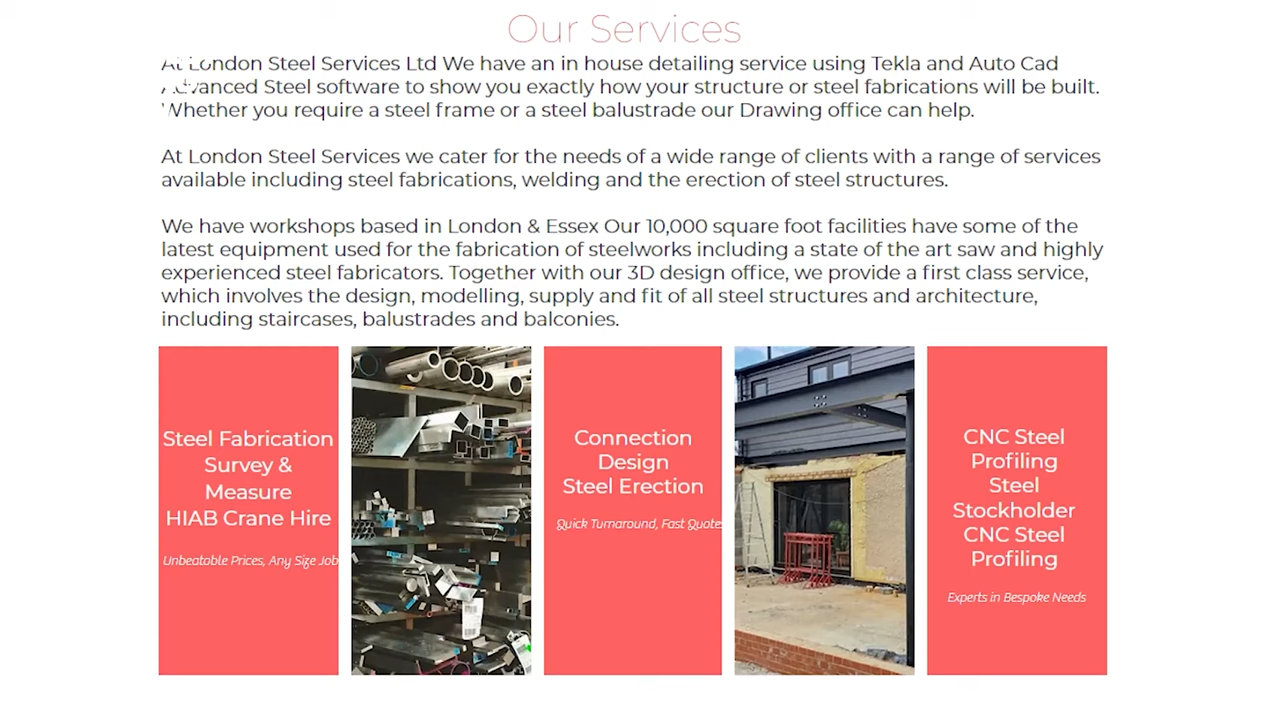 Our Services
At London Steel Services Ltd We have an in house detailing service using Tekla and Auto Cad
Advanced Steel software to show you exactly how your structure or steel fabrications will be built.
Whether you require a steel frame or a steel balustrade our Drawing office can help.
At London Steel Services we cater for the needs of a wide range of clients with a range of services
available including steel fabrications, welding and the erection of steel structures.
We have workshops based in London & Essex Our 10,000 square foot facilities have some of the
latest equipment used for the fabrication of steelworks including a state of the art saw and highly
experienced steel fabricators. Together with our 3D design office, we provide a first class service,
which involves the design, modelling, supply and fit of all steel structures and architecture,
including staircases, balustrades and balconies.
Steel Fabrication
Survey &
Measure
HIAB Crane Hire
Unbeatable Prices, Any Size Job
Connection
Design
Steel Erection
Quick Turnaround, Fast Quotes
CNC Steel
Profiling
Steel
Stockholder
CNC Steel
Profiling
Experts in Bespoke Needs